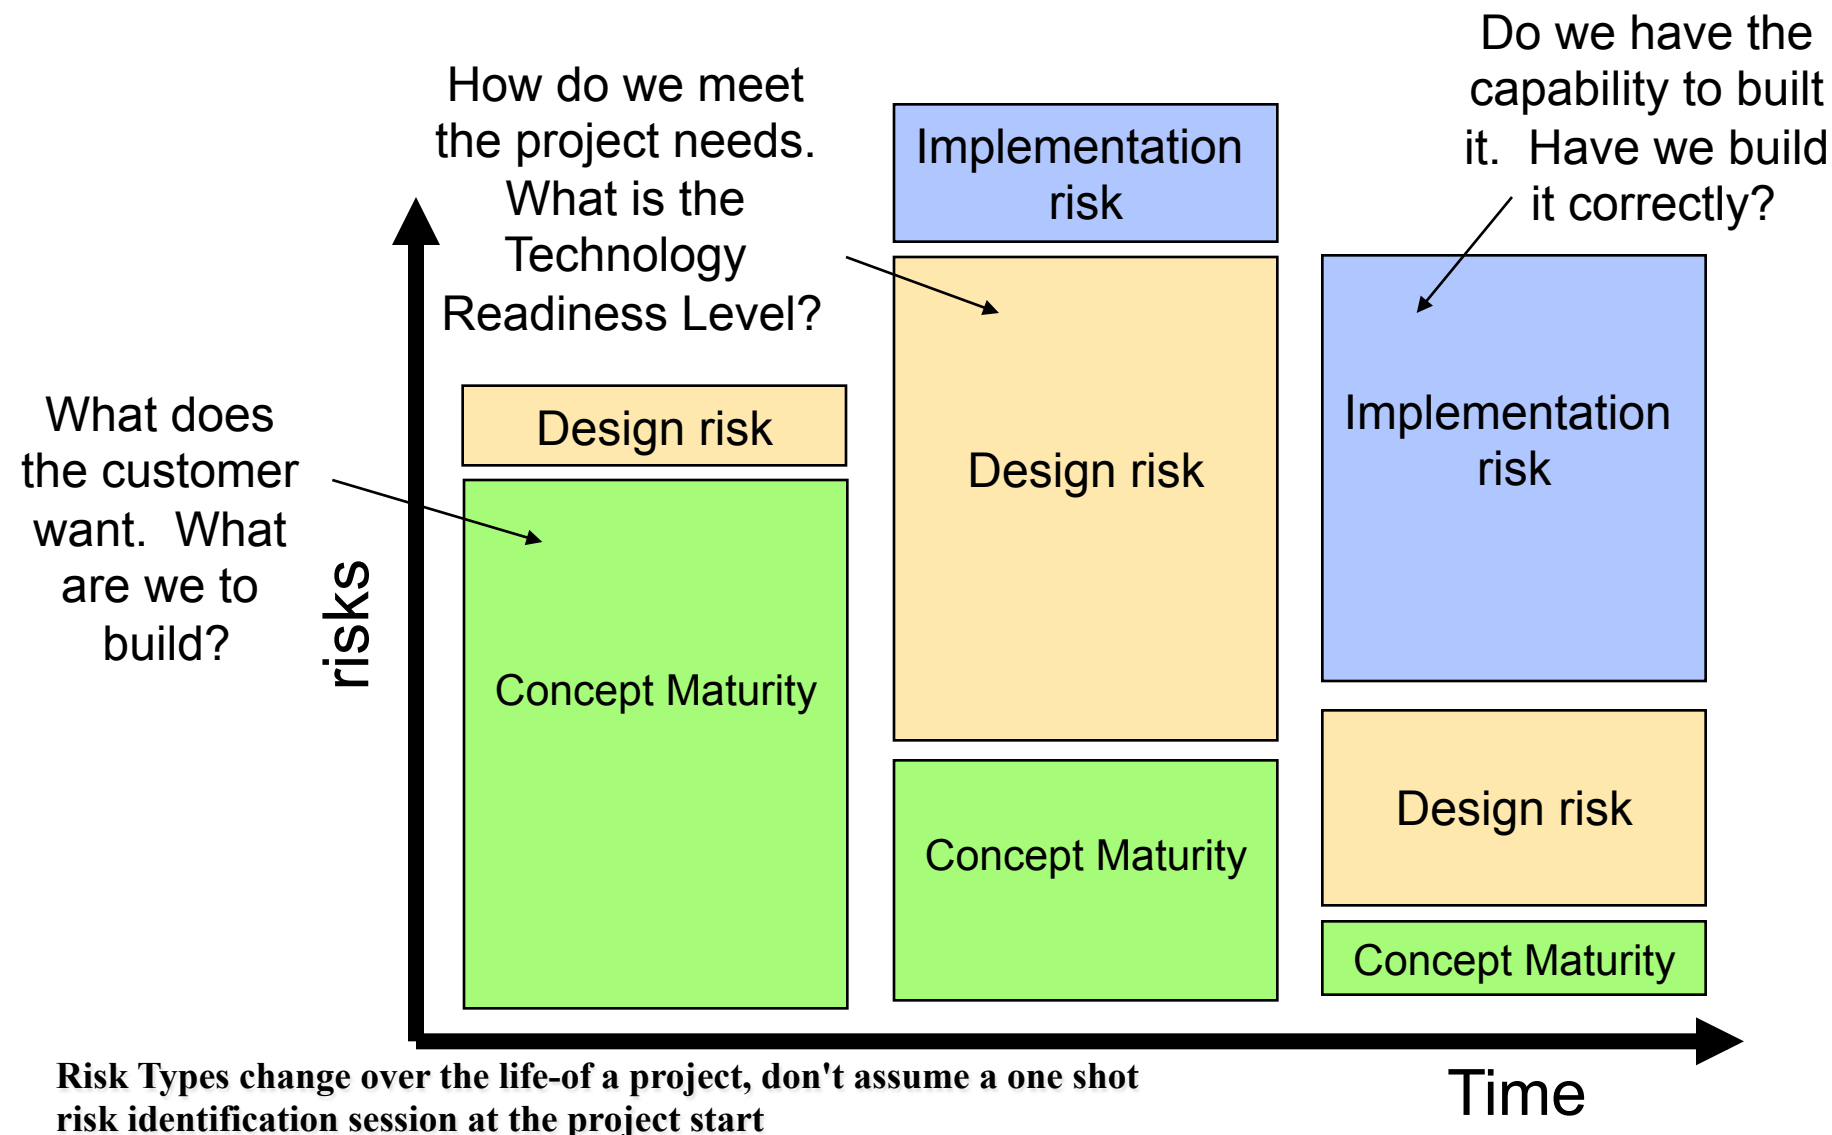 Do we have the
capability to built
it.  Have we build
it correctly?
How do we meet
the project needs.
What is the
Technology
Readiness Level?
What does
the customer
want.  What
are we to
build?
risks
Design risk
Concept Maturity
Implementation
risk
Design risk
Concept Maturity
Implementation
risk
Design risk
Concept Maturity
Time
Risk Types change over the life-of a project, don't assume a one shot
risk identification session at the project start